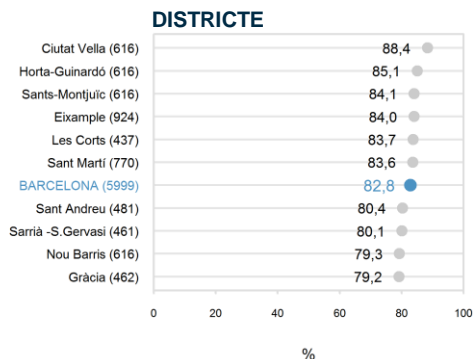 DISTRICTE
Ciutat Vella (616) 88,4
Horta-Guinardó (616) 85,1
Sants-Montjuïc (616) 84,1
Eixample (924) 84,0
Les Corts (437) 83,7
Sant Martí (770) 83,6
BARCELONA (5999) 82,8
Sant Andreu (481) 80,4
Sarrià -S.Gervasi (461) 80,1
Nou Barris (616) 79,3
Gràcia (462) 79,2
0 20 40 60 80 100
%